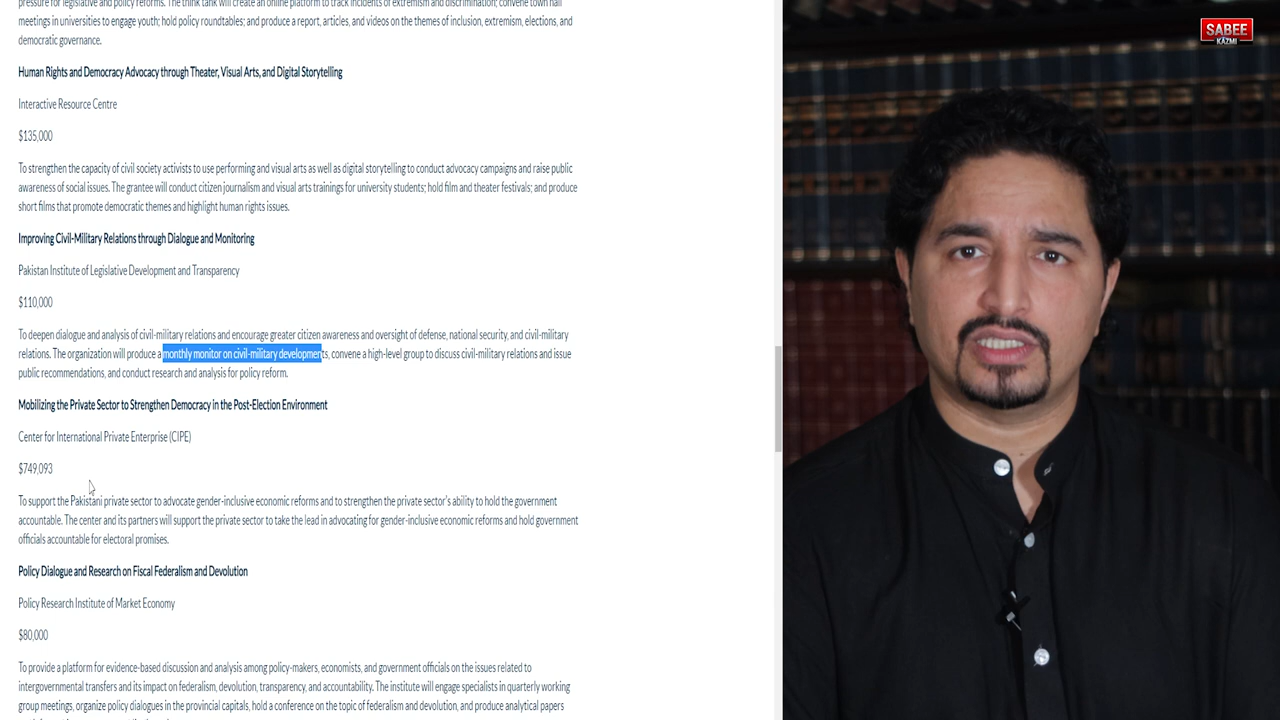 pressure for legislative and policy reforms. The think tank will create an online platform to track incidents of extremism and discrimination; convene town hall
meetings in universities to engage youth; hold policy roundtables; and produce a report, articles, and videos on the themes of inclusion, extremism, elections, and
democratic governance.
Human Rights and Democracy Advocacy through Theater, Visual Arts, and Digital Storytelling
Interactive Resource Centre
$135,000
To strengthen the capacity of civil society activists to use performing and visual arts as well as digital storytelling to conduct advocacy campaigns and raise public
awareness of social issues. The grantee will conduct citizen journalism and visual arts trainings for university students; hold film and theater festivals; and produce
short films that promote democratic themes and highlight human rights issues.
Improving Civil-Military Relations through Dialogue and Monitoring
Pakistan Institute of Legislative Development and Transparency
$110,000
To deepen dialogue and analysis of civil-military relations and encourage greater citizen awareness and oversight of defense, national security, and civil-military
relations. The organization will produce a monthly monitor on civil-military developments, convene a high-level group to discuss civil-military relations and issue
public recommendations, and conduct research and analysis for policy reform.
Mobilizing the Private Sector to Strengthen Democracy in the Post-Election Environment
Center for International Private Enterprise (CIPE)
$749,093
To support the Pakistani private sector to advocate gender-inclusive economic reforms and to strengthen the private sector's ability to hold the government
accountable. The center and its partners will support the private sector to take the lead in advocating for gender-inclusive economic reforms and hold government
officials accountable for electoral promises.
Policy Dialogue and Research on Fiscal Federalism and Devolution
Policy Research Institute of Market Economy
$80,000
To provide a platform for evidence-based discussion and analysis among policy-makers, economists, and government officials on the issues related to
intergovernmental transfers and its impact on federalism, devolution, transparency, and accountability. The institute will engage specialists in quarterly working
group meetings, organize policy dialogues in the provincial capitals, hold a conference on the topic of federalism and devolution, and produce analytical papers
SABEE
KAZMI